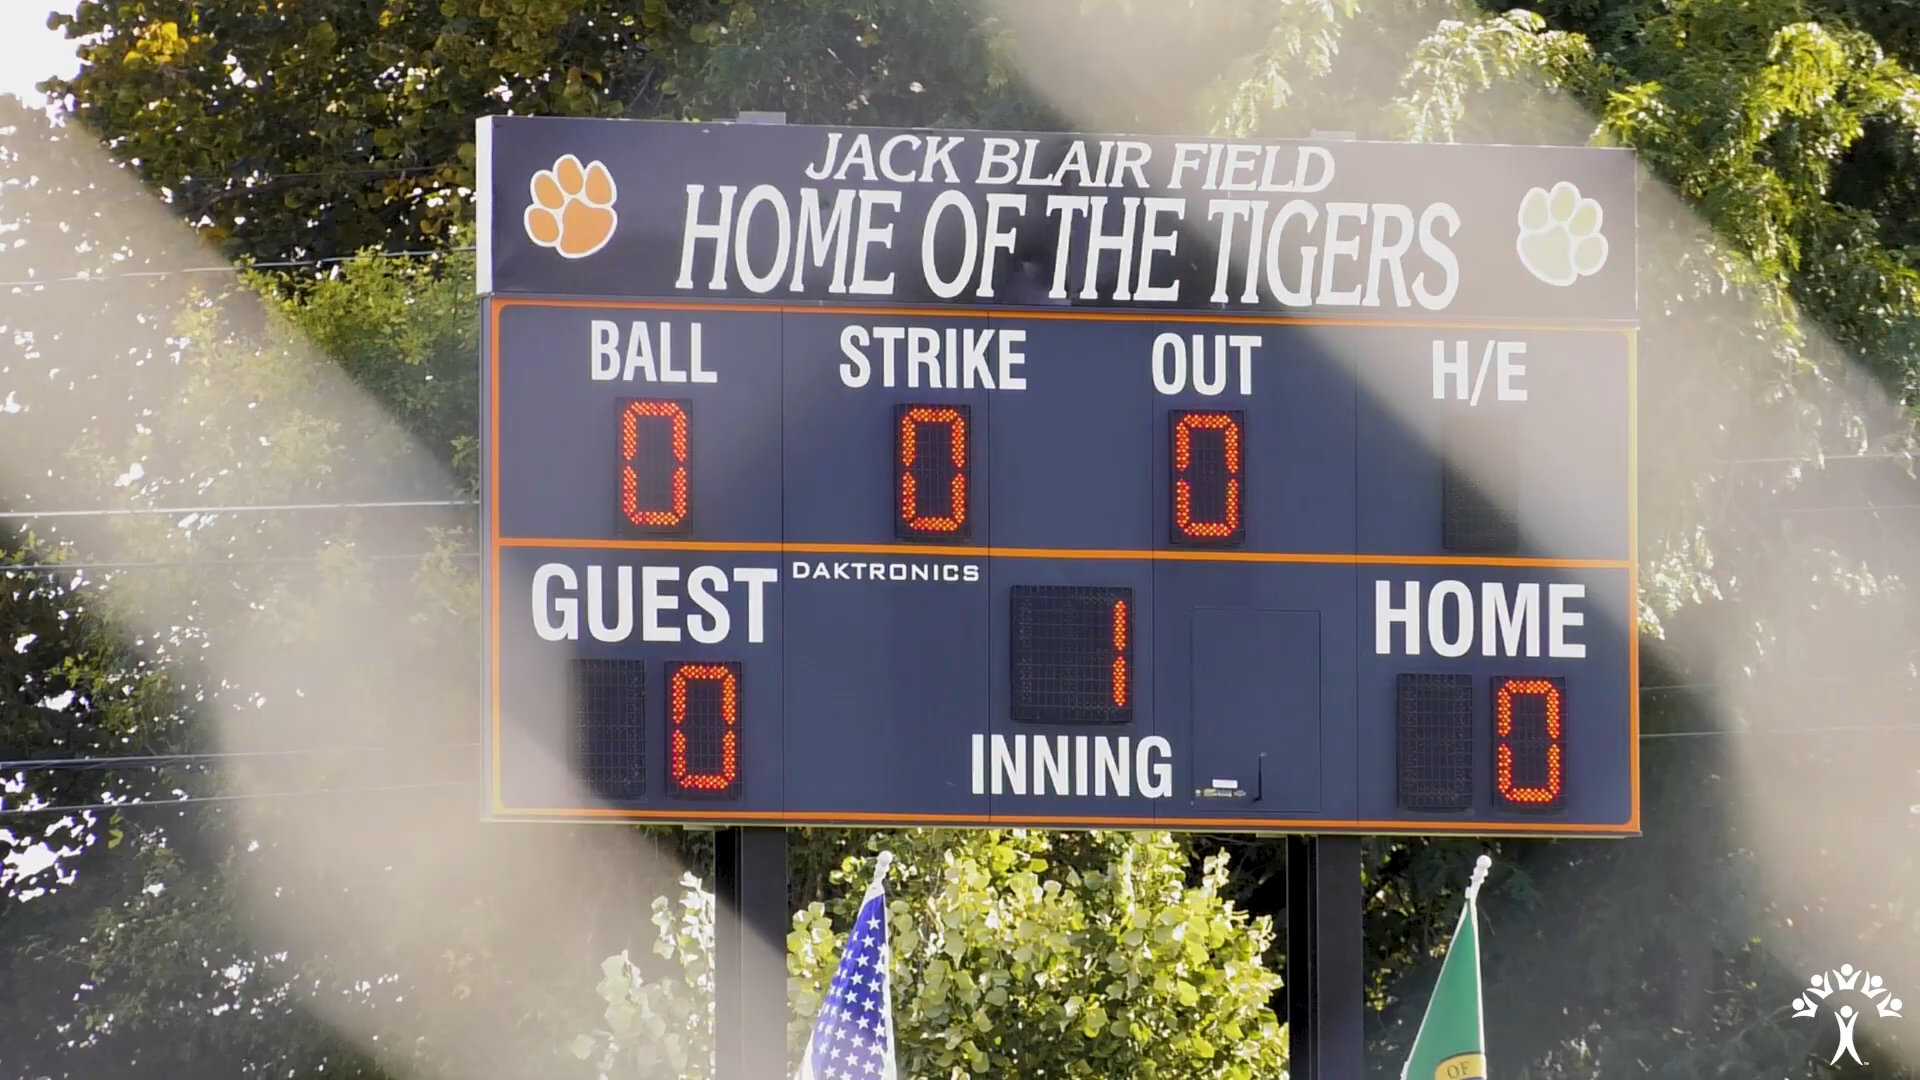 JACK BLAIR FIELD
HOME OF THE TIGERS
BALL STRIKE OUT H/E
0 0 0
GUEST DAKTRONICS HOME
0 1 0
INNING
OF